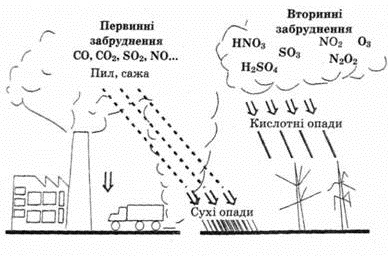 Первинні
забруднення
CO, CO₂, SO₂, NO...
Пил, сажа
Вторинні
забруднення
HNO₃ NO₂ O₃
SO₃ N₂O₂
H₂SO₄
Кислотні опади
Сухі опади